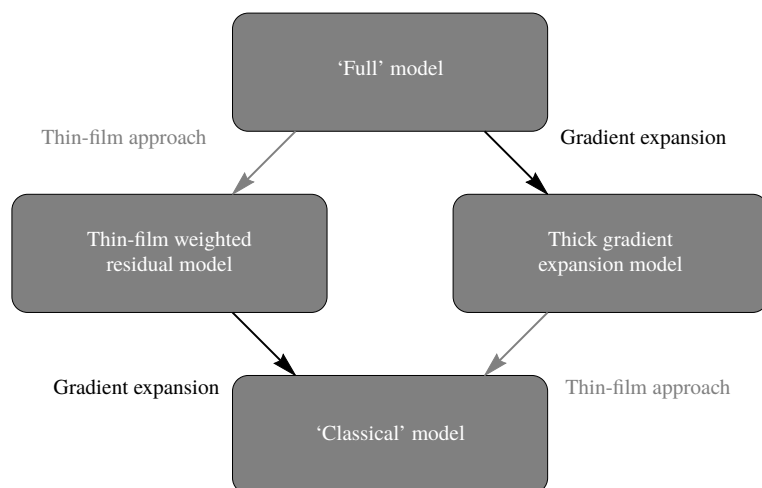 ‘Full’ model
Thin-film approach
Gradient expansion
Thin-film weighted
residual model
Thick gradient
expansion model
Gradient expansion
Thin-film approach
‘Classical’ model